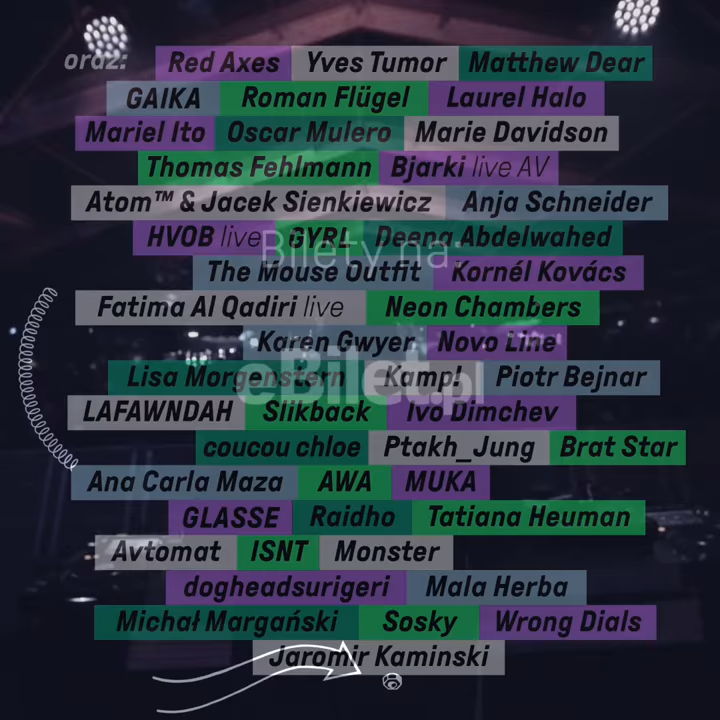 oraz: Red Axes Yves Tumor Matthew Dear
GAIKA Roman Flügel Laurel Halo
Mariel Ito Oscar Mulero Marie Davidson
Thomas Fehlmann Bjarki live AV
Atom™ & Jacek Sienkiewicz Anja Schneider
HVOB live GYRL Deena Abdelwahed
Bilety na:
The Mouse Outfit Kornél Kovács
Fatima Al Qadiri live Neon Chambers
Karen Gwyer Novo Line
Lisa Morgenstern Kamp! Piotr Bejnar
eBilet.pl
LAFAWNDAH Slikback Ivo Dimchev
coucou chloe Ptakh_Jung Brat Star
Ana Carla Maza AWA MUKA
GLASSE Raidho Tatiana Heuman
Avtomat ISNT Monster
dogheadsurigeri Mala Herba
Michał Margański Sosky Wrong Dials
Jaromir Kaminski